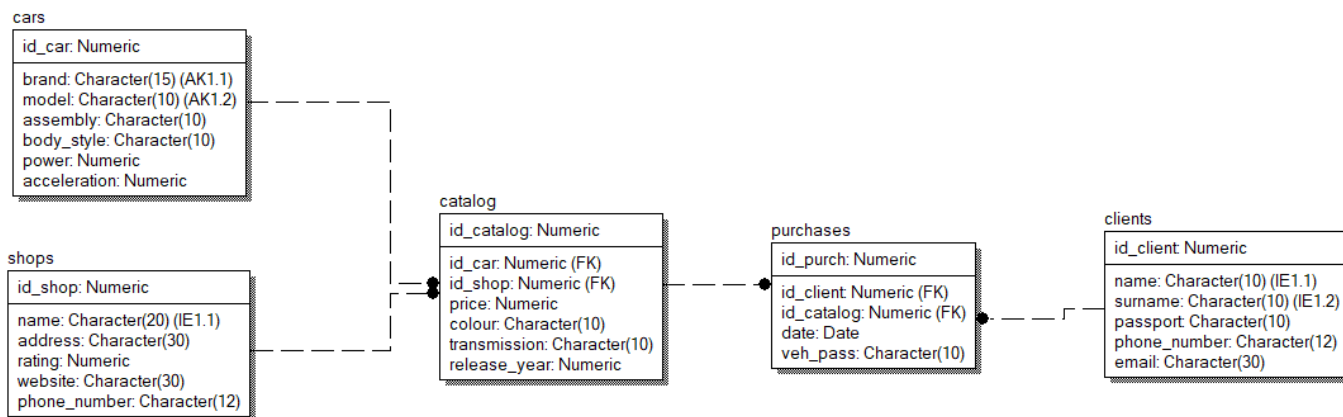 cars
id_car: Numeric
brand: Character(15) (AK1.1)
model: Character(10) (AK1.2)
assembly: Character(10)
body_style: Character(10)
power: Numeric
acceleration: Numeric
shops
id_shop: Numeric
name: Character(20) (IE1.1)
address: Character(30)
rating: Numeric
website: Character(30)
phone_number: Character(12)
catalog
id_catalog: Numeric
id_car: Numeric (FK)
id_shop: Numeric (FK)
price: Numeric
colour: Character(10)
transmission: Character(10)
release_year: Numeric
purchases
id_purch: Numeric
id_client: Numeric (FK)
id_catalog: Numeric (FK)
date: Date
veh_pass: Character(10)
clients
id_client: Numeric
name: Character(10) (IE1.1)
surname: Character(10) (IE1.2)
passport: Character(10)
phone_number: Character(12)
email: Character(30)